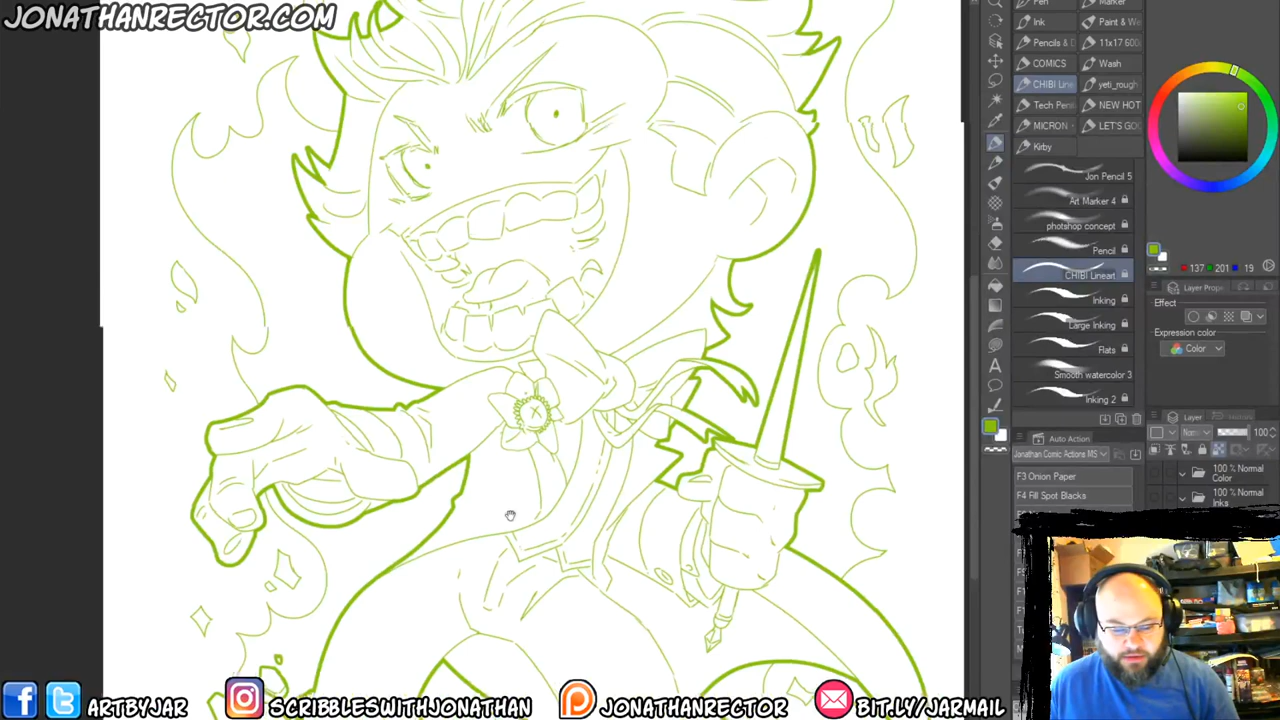 JONATHANRECTOR.COM
Pen
Marker
Ink
Paint & We
Pencils & D
11x17 600
COMICS
Wash
CHIBI Line
yeti_rough
Tech Pens
NEW HOT
MICRON
LET'S GO
Kirby
Jon Pencil 5
Art Marker 4
photshop concept
Pencil
CHIBI Lineart
Inking
Large Inking
Flats
Smooth watercolor 3
Inking 2
137 201 19
Layer Prope
Effect
Expression color
Color
Layer
Norm 100
100 % Normal
Color
100 % Normal
Inks
Auto Action
Jonathan Comic Actions MS
F3 Onion Paper
F4 Fill Spot Blacks
ARTBYJAR
SCRIBBLESWITHJONATHAN
JONATHANRECTOR
BIT.LY/JARMAIL